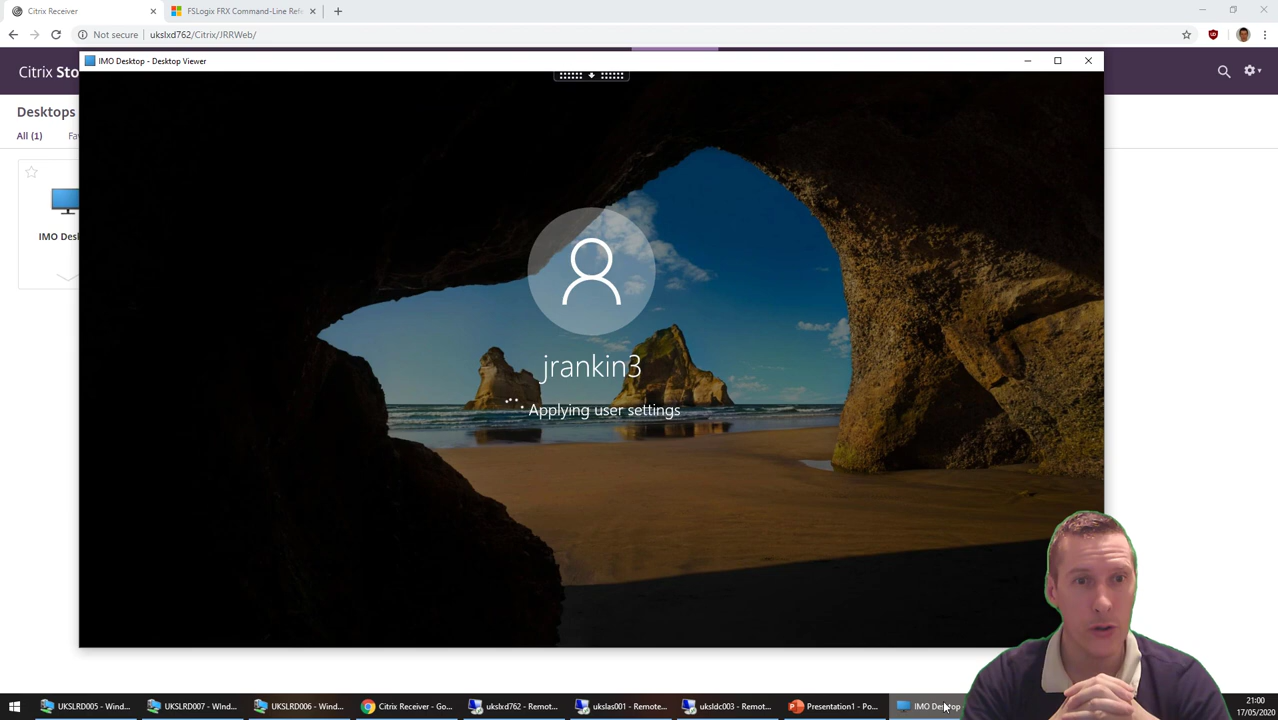 Citrix Receiver
FSLogix FRX Command-Line Refe
Not secure ukslxd762/Citrix/JRRWeb/
Citrix Sto
IMO Desktop - Desktop Viewer
Desktops
All (1) Fav
IMO Desk
jrankin3
Applying user settings
UKSLRD005 - Wind...
UKSLRD007 - Wind...
UKSLRD006 - Wind...
Citrix Receiver - Go...
ukslxd762 - Remot...
ukslas001 - Remote...
uksldc003 - Remot...
Presentation1 - Po...
IMO Desktop
21:00
17/05/2020